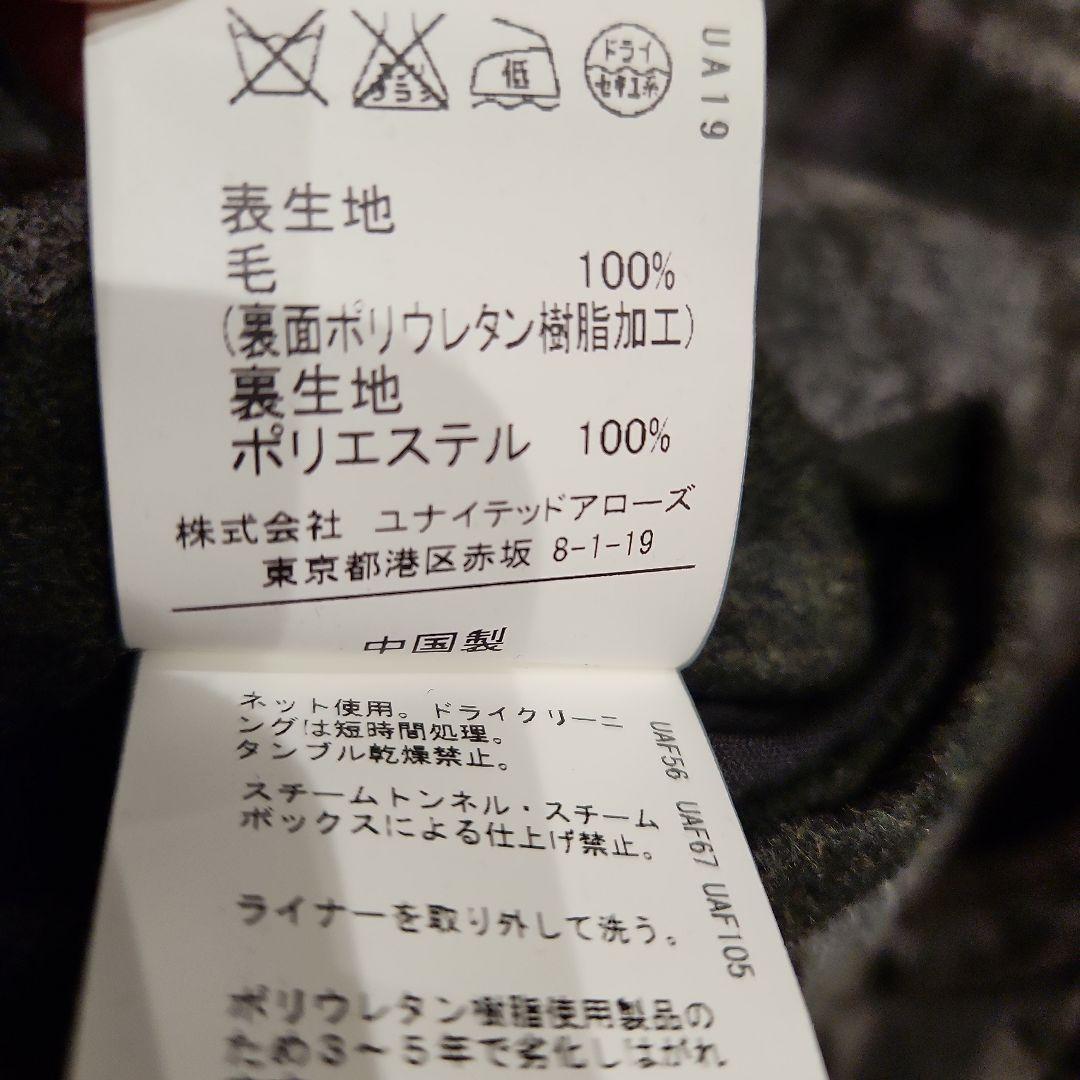 低
ドライ
セキユ系
UA19
表生地
毛 100%
(裏面ポリウレタン樹脂加工)
裏生地
ポリエステル 100%
株式会社 ユナイテッドアローズ
東京都港区赤坂 8-1-19
中国製
ネット使用。ドライクリーニ
ングは短時間処理。
タンブル乾燥禁止。
スチームトンネル・スチーム
ボックスによる仕上げ禁止。
ライナーを取り外して洗う。
ポリウレタン樹脂使用製品の
ため3～5年で劣化しはがれ
UAF56 UAF67 UAF105